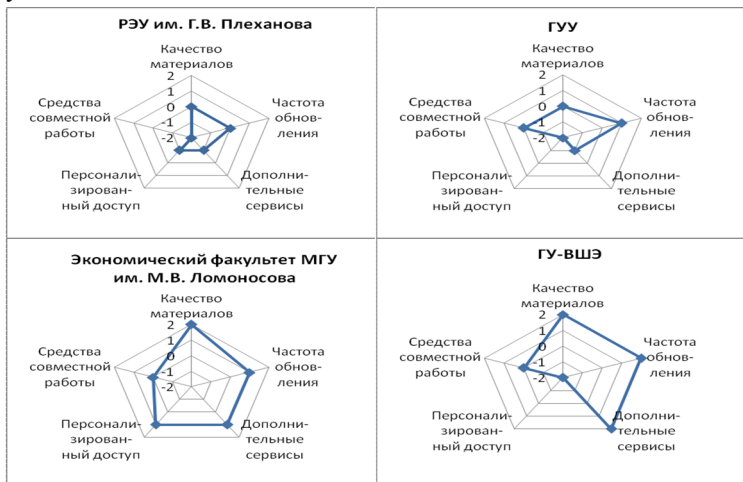 РЭУ им. Г.В. Плеханова
Качество
материалов
2
1
0
-1
-2
Частота
обнов-
ления
Дополни-
тельные
сервисы
Персонали-
зирован-
ный доступ
Средства
совместной
работы
ГУУ
Качество
материалов
2
1
0
-1
-2
Частота
обнов-
ления
Дополни-
тельные
сервисы
Персонали-
зирован-
ный доступ
Средства
совместной
работы
Экономический факультет МГУ
им. М.В. Ломоносова
Качество
материалов
2
1
0
-1
-2
Частота
обнов-
ления
Дополни-
тельные
сервисы
Персонали-
зирован-
ный доступ
Средства
совместной
работы
ГУ-ВШЭ
Качество
материалов
2
1
0
-1
-2
Частота
обнов-
ления
Дополни-
тельные
сервисы
Персонали-
зирован-
ный доступ
Средства
совместной
работы